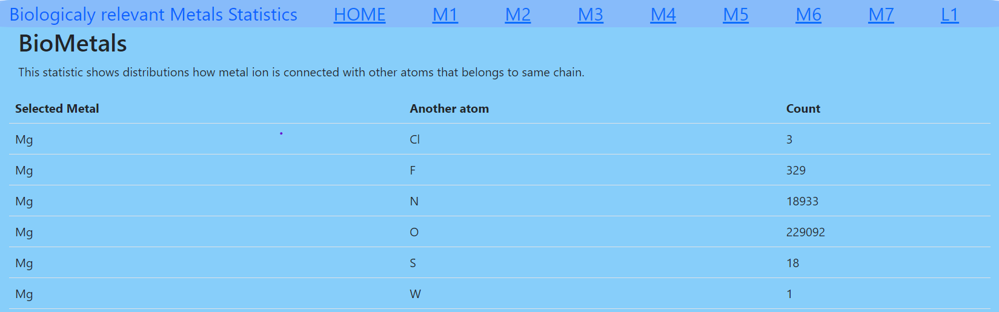 Biologicaly relevant Metals Statistics HOME M1 M2 M3 M4 M5 M6 M7 L1
BioMetals
This statistic shows distributions how metal ion is connected with other atoms that belongs to same chain.
Selected Metal Another atom Count
Mg Cl 3
Mg F 329
Mg N 18933
Mg O 229092
Mg S 18
Mg W 1